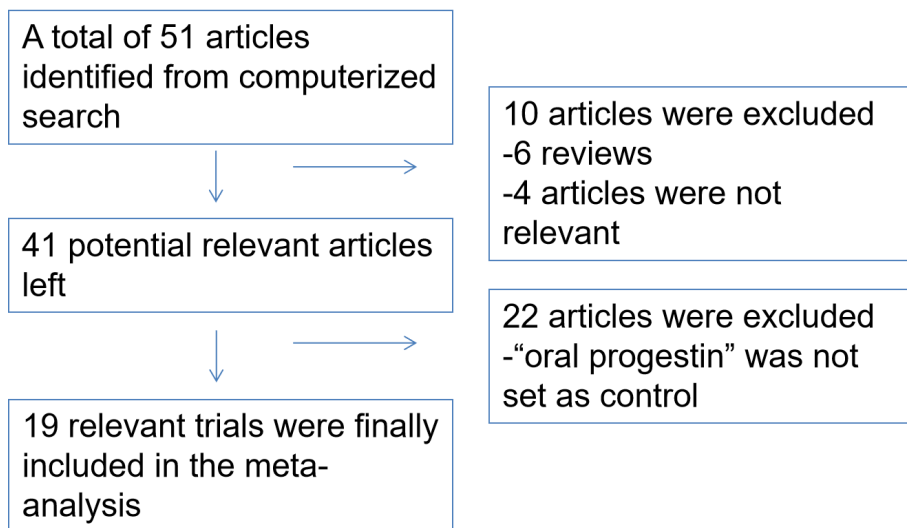 A total of 51 articles
identified from computerized
search
10 articles were excluded
-6 reviews
-4 articles were not
relevant
41 potential relevant articles
left
22 articles were excluded
-“oral progestin” was not
set as control
19 relevant trials were finally
included in the meta-
analysis